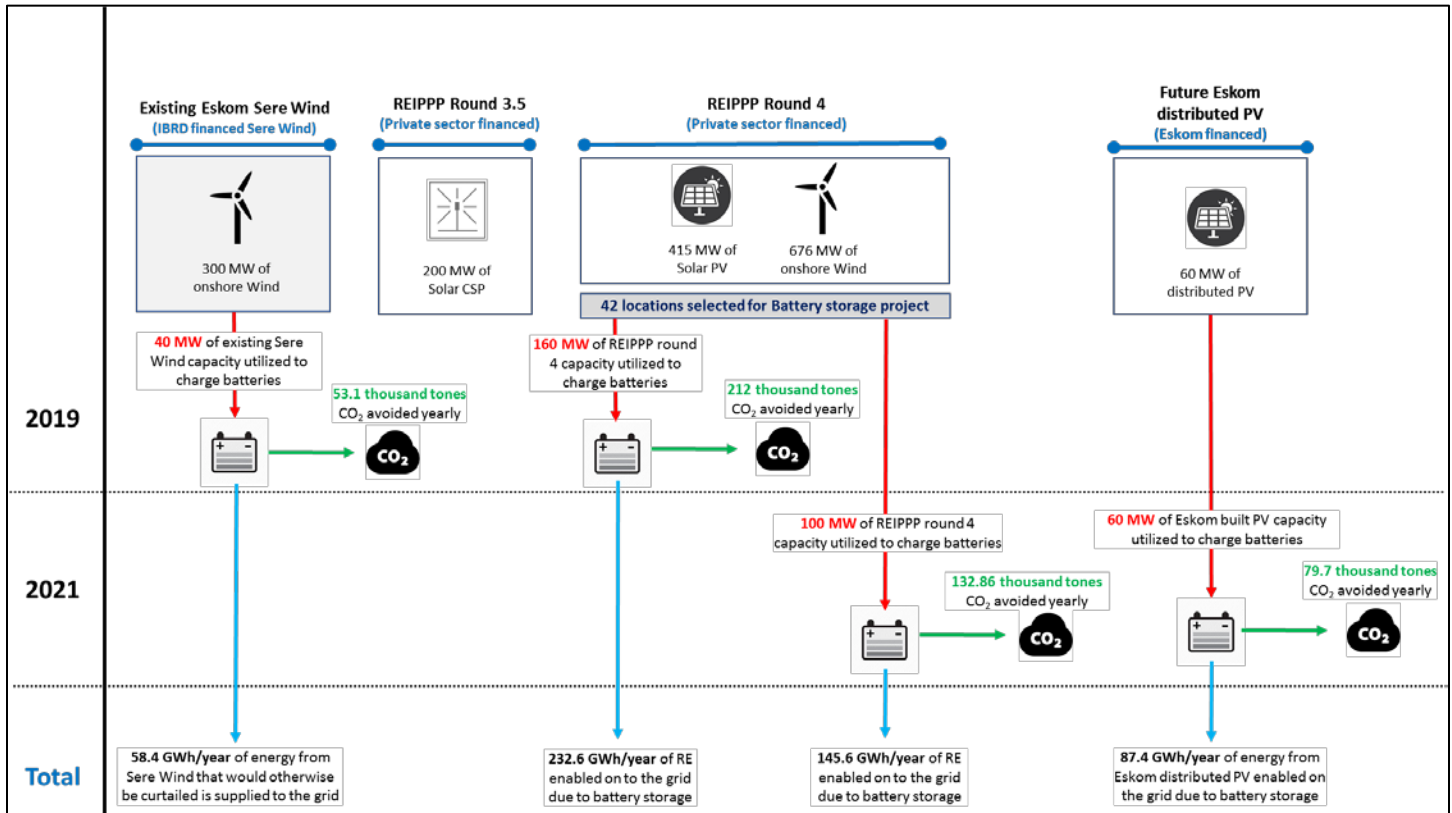 Existing Eskom Sere Wind
(IBRD financed Sere Wind)
REIPPP Round 3.5
(Private sector financed)
REIPPP Round 4
(Private sector financed)
Future Eskom
distributed PV
(Eskom financed)
300 MW of
onshore Wind
200 MW of
Solar CSP
415 MW of
Solar PV
676 MW of
onshore Wind
60 MW of
distributed PV
42 locations selected for Battery storage project
2019
40 MW of existing Sere
Wind capacity utilized to
charge batteries
53.1 thousand tones
CO₂ avoided yearly
CO₂
160 MW of REIPPP round
4 capacity utilized to
charge batteries
212 thousand tones
CO₂ avoided yearly
CO₂
2021
100 MW of REIPPP round 4
capacity utilized to charge batteries
132.86 thousand tones
CO₂ avoided yearly
CO₂
60 MW of Eskom built PV capacity
utilized to charge batteries
79.7 thousand tones
CO₂ avoided yearly
CO₂
Total
58.4 GWh/year of energy from
Sere Wind that would otherwise
be curtailed is supplied to the grid
232.6 GWh/year of RE
enabled on to the grid
due to battery storage
145.6 GWh/year of RE
enabled on to the grid
due to battery storage
87.4 GWh/year of energy from
Eskom distributed PV enabled on
the grid due to battery storage